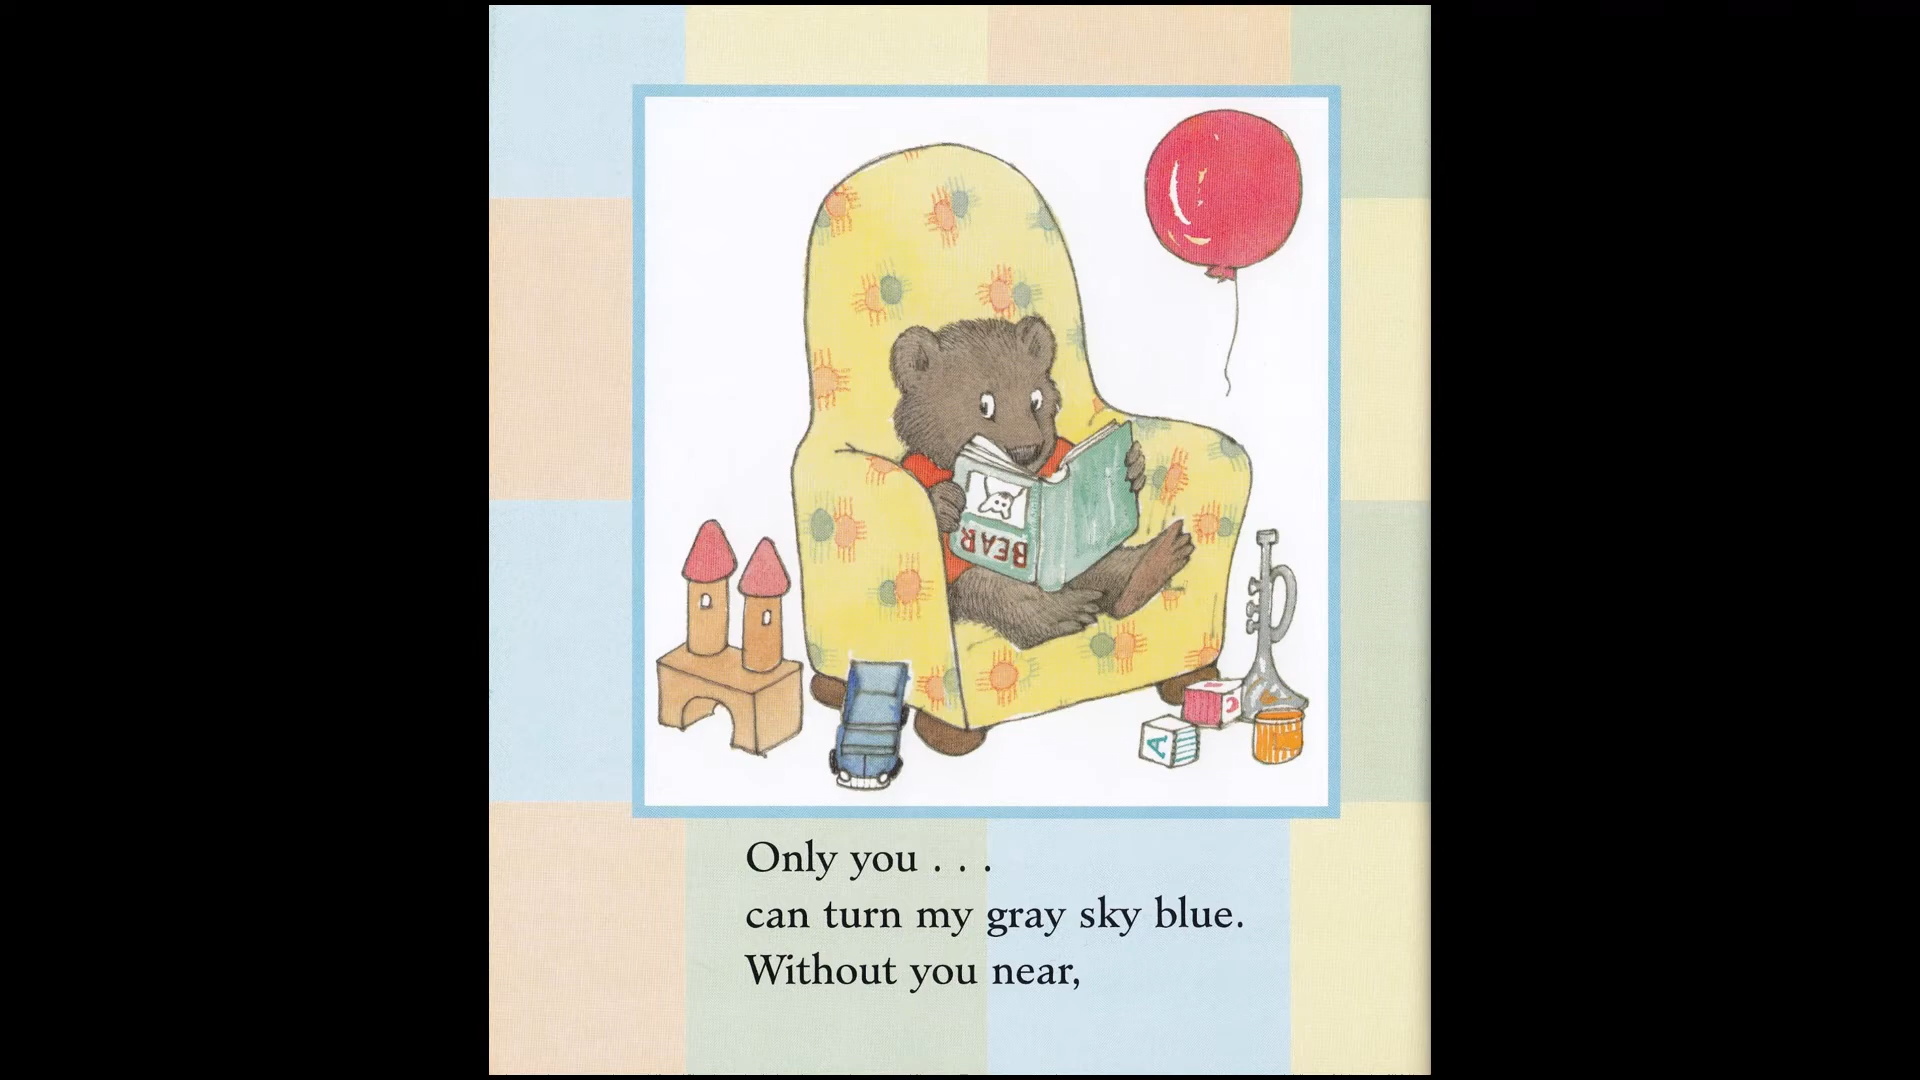 BEAR
A
C
Only you . . .
can turn my gray sky blue.
Without you near,